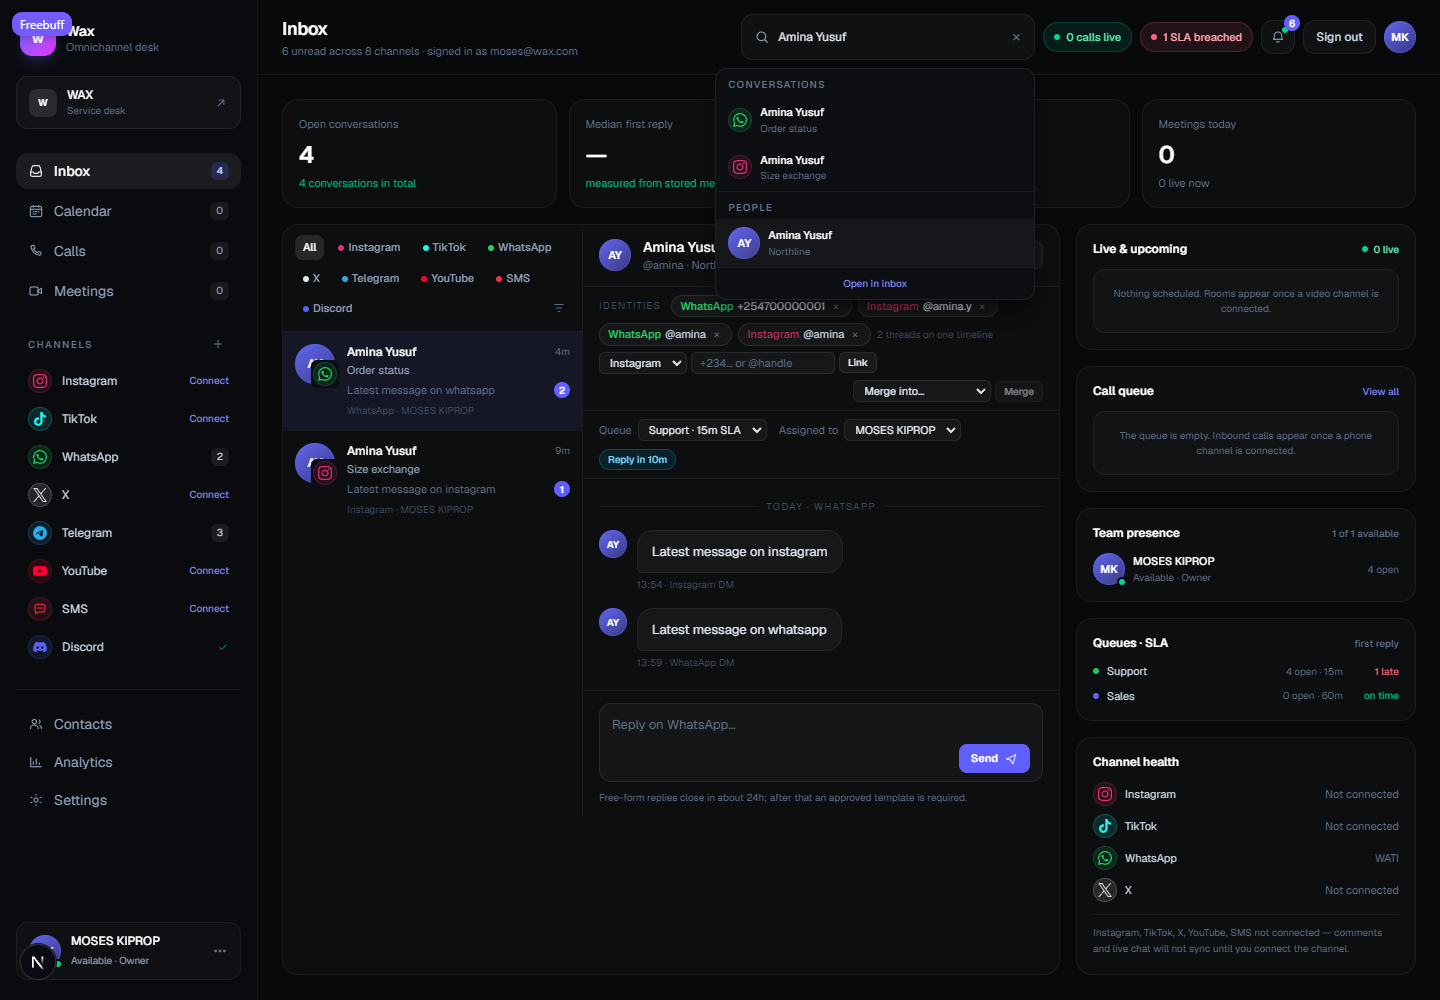 Freebuff
Wax
W
Omnichannel desk
W
WAX
Service desk
Inbox 4
Calendar 0
Calls 0
Meetings 0
CHANNELS
Instagram Connect
TikTok Connect
WhatsApp 2
X Connect
Telegram 3
YouTube Connect
SMS Connect
Discord
Contacts
Analytics
Settings
MOSES KIPROP
Available · Owner
N
Inbox
6 unread across 8 channels · signed in as moses@wax.com
Amina Yusuf
0 calls live
1 SLA breached
6
Sign out
MK
CONVERSATIONS
Amina Yusuf
Order status
Amina Yusuf
Size exchange
PEOPLE
AY
Amina Yusuf
Northline
Open in inbox
Open conversations
4
4 conversations in total
Median first reply
—
measured from stored me
Meetings today
0
0 live now
All Instagram TikTok WhatsApp
X Telegram YouTube SMS
Discord
Amina Yusuf 4m
Order status
Latest message on whatsapp 2
WhatsApp · MOSES KIPROP
Amina Yusuf 9m
Size exchange
Latest message on instagram 1
Instagram · MOSES KIPROP
AY
Amina Yusu
@amina · North
IDENTITIES WhatsApp +254700000001 × Instagram @amina.y ×
WhatsApp @amina × Instagram @amina × 2 threads on one timeline
Instagram +234… or @handle Link
Merge into… Merge
Queue Support · 15m SLA Assigned to MOSES KIPROP
Reply in 10m
TODAY · WHATSAPP
AY
Latest message on instagram
13:54 · Instagram DM
AY
Latest message on whatsapp
13:59 · WhatsApp DM
Reply on WhatsApp…
Send
Free-form replies close in about 24h; after that an approved template is required.
Live & upcoming 0 live
Nothing scheduled. Rooms appear once a video channel is
connected.
Call queue View all
The queue is empty. Inbound calls appear once a phone
channel is connected.
Team presence 1 of 1 available
MK
MOSES KIPROP
Available · Owner
4 open
Queues · SLA first reply
Support 4 open · 15m 1 late
Sales 0 open · 60m on time
Channel health
Instagram Not connected
TikTok Not connected
WhatsApp WATI
X Not connected
Instagram, TikTok, X, YouTube, SMS not connected — comments
and live chat will not sync until you connect the channel.